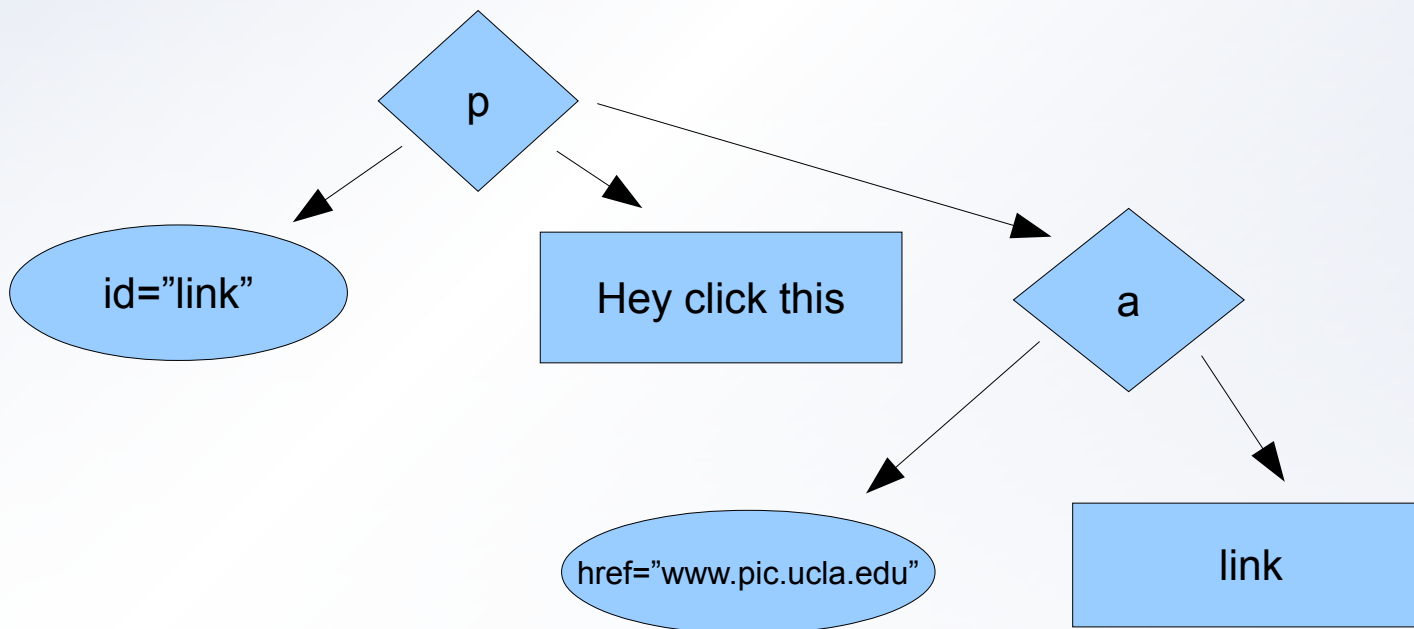 p
id=”link”
Hey click this
a
href=”www.pic.ucla.edu”
link